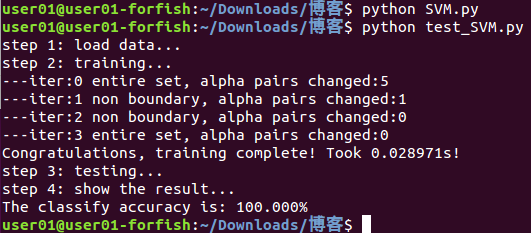 user01@user01-forfish:~/Downloads/博客$ python SVM.py
user01@user01-forfish:~/Downloads/博客$ python test_SVM.py
step 1: load data...
step 2: training...
---iter:0 entire set, alpha pairs changed:5
---iter:1 non boundary, alpha pairs changed:1
---iter:2 non boundary, alpha pairs changed:0
---iter:3 entire set, alpha pairs changed:0
Congratulations, training complete! Took 0.028971s!
step 3: testing...
step 4: show the result...
The classify accuracy is: 100.000%
user01@user01-forfish:~/Downloads/博客$